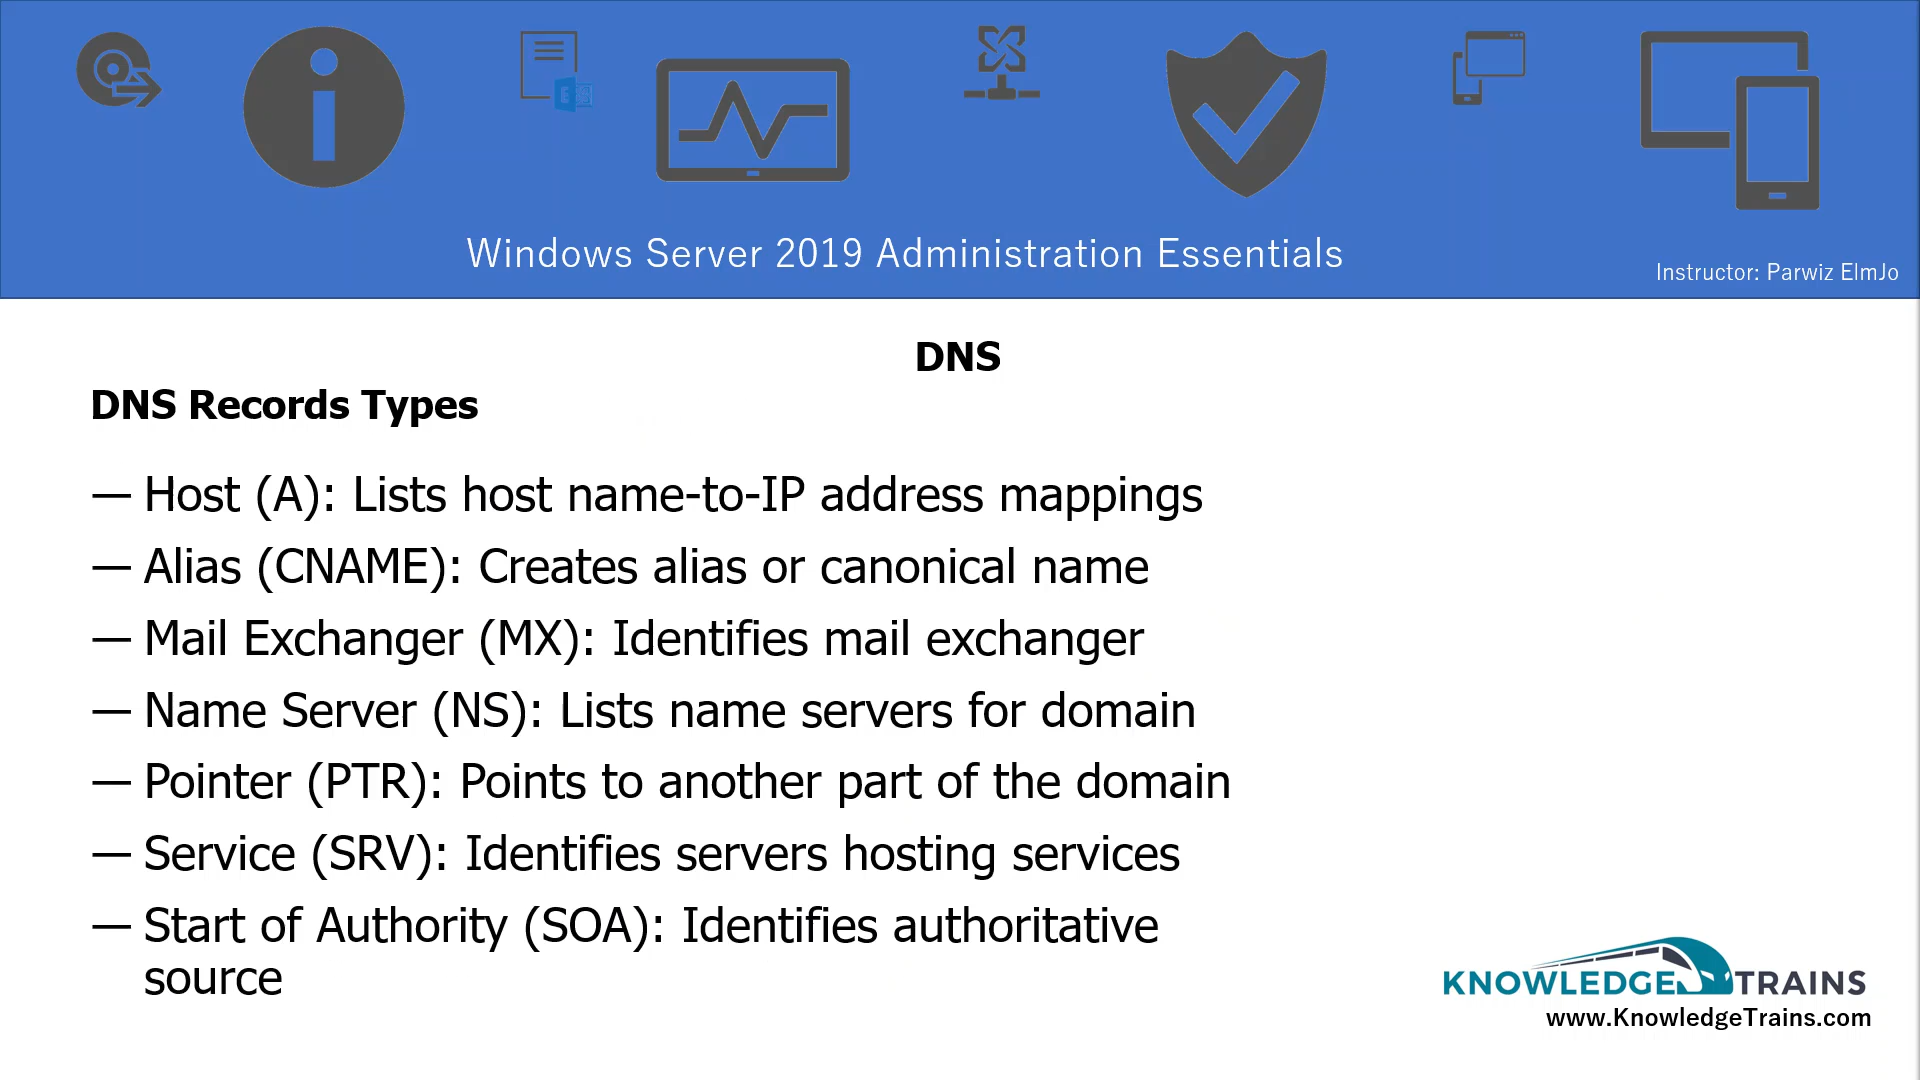 Windows Server 2019 Administration Essentials
Instructor: Parwiz ElmJo
DNS
DNS Records Types
— Host (A): Lists host name-to-IP address mappings
— Alias (CNAME): Creates alias or canonical name
— Mail Exchanger (MX): Identifies mail exchanger
— Name Server (NS): Lists name servers for domain
— Pointer (PTR): Points to another part of the domain
— Service (SRV): Identifies servers hosting services
— Start of Authority (SOA): Identifies authoritative
source
KNOWLEDGE TRAINS
www.KnowledgeTrains.com